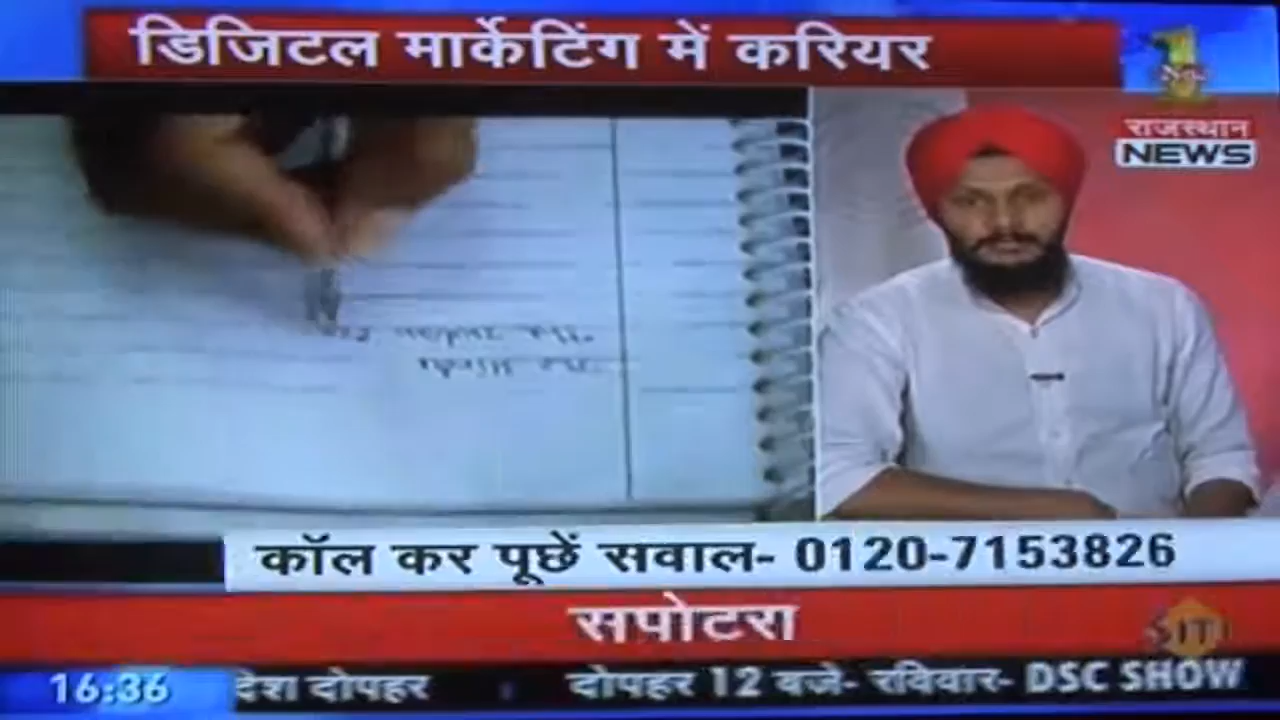 डिजिटल मार्केटिंग में करियर
राजस्थान
NEWS
कॉल कर पूछें सवाल- 0120-7153826
सपोटरा
SITI
16:36 देश दोपहर दोपहर 12 बजे- रविवार- DSC SHOW